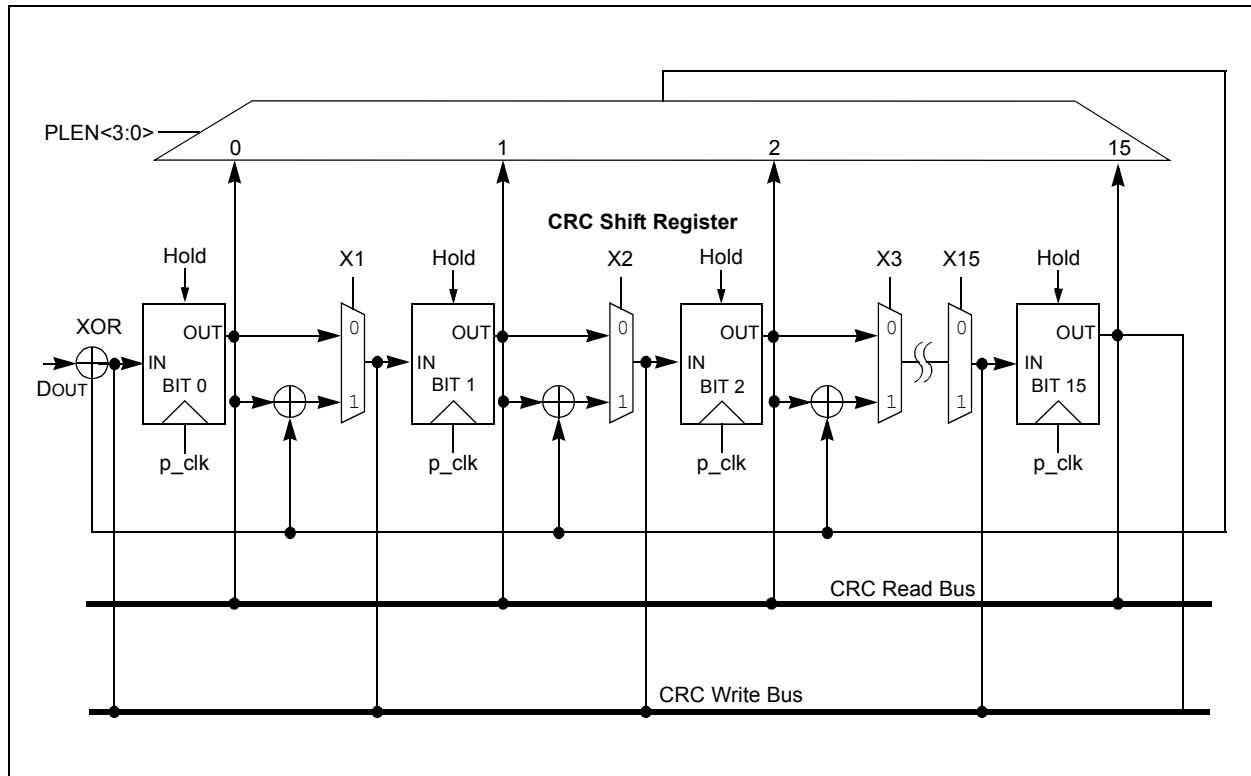 PLEN<3:0>
0 1 2 15
CRC Shift Register
Hold X1 Hold X2 Hold X3 X15 Hold
XOR OUT 0 OUT 0 OUT 0 0 OUT
DOUT IN IN IN IN
BIT 0 1 BIT 1 1 BIT 2 1 1 BIT 15
p_clk p_clk p_clk p_clk
CRC Read Bus
CRC Write Bus